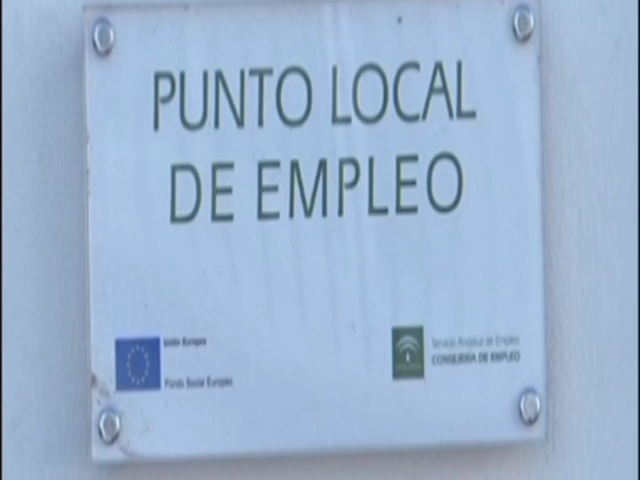 PUNTO LOCAL
DE EMPLEO
Unión Europea
Fondo Social Europeo
Servicio Andaluz de Empleo
CONSEJERÍA DE EMPLEO